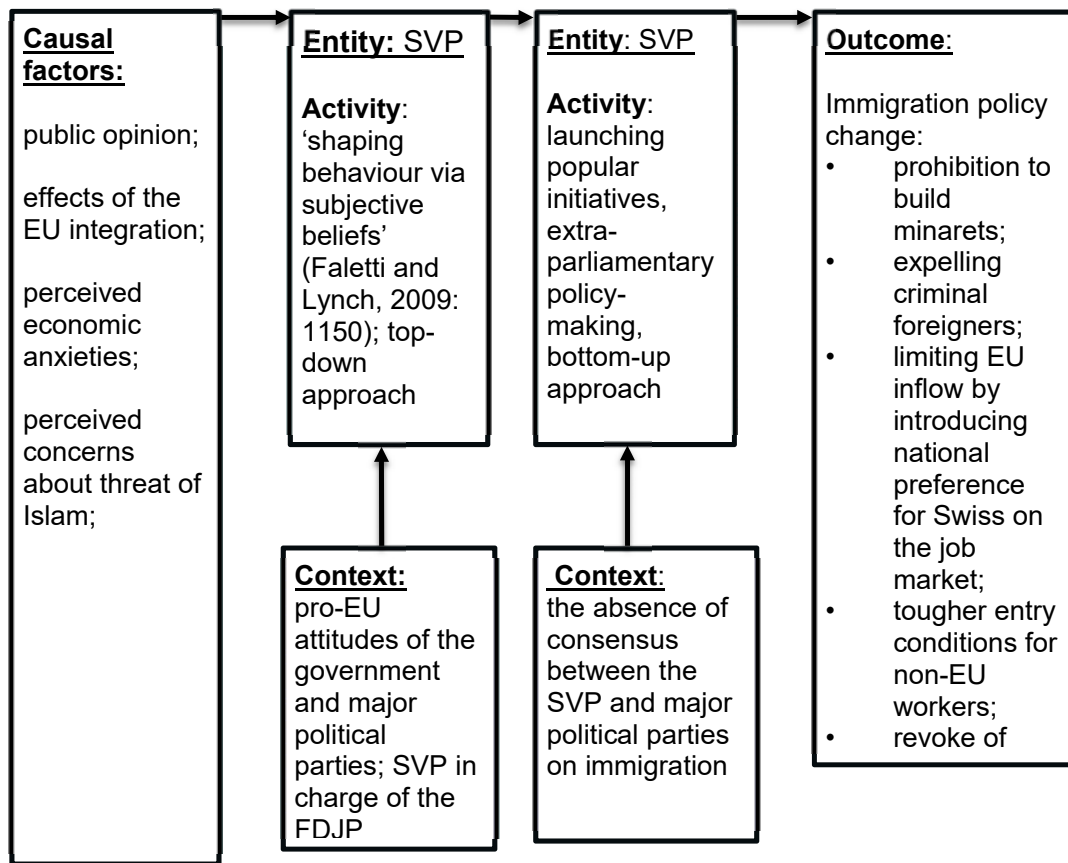 Causal
factors:
public opinion;
effects of the
EU integration;
perceived
economic
anxieties;
perceived
concerns
about threat of
Islam;
Entity: SVP
Activity:
‘shaping
behaviour via
subjective
beliefs’
(Faletti and
Lynch, 2009:
1150); top-
down
approach
Entity: SVP
Activity:
launching
popular
initiatives,
extra-
parliamentary
policy-
making,
bottom-up
approach
Outcome:
Immigration policy
change:
• prohibition to
build
minarets;
• expelling
criminal
foreigners;
• limiting EU
inflow by
introducing
national
preference
for Swiss on
the job
market;
• tougher entry
conditions for
non-EU
workers;
• revoke of
Context:
pro-EU
attitudes of the
government
and major
political
parties; SVP in
charge of the
FDJP
Context:
the absence of
consensus
between the
SVP and major
political parties
on immigration